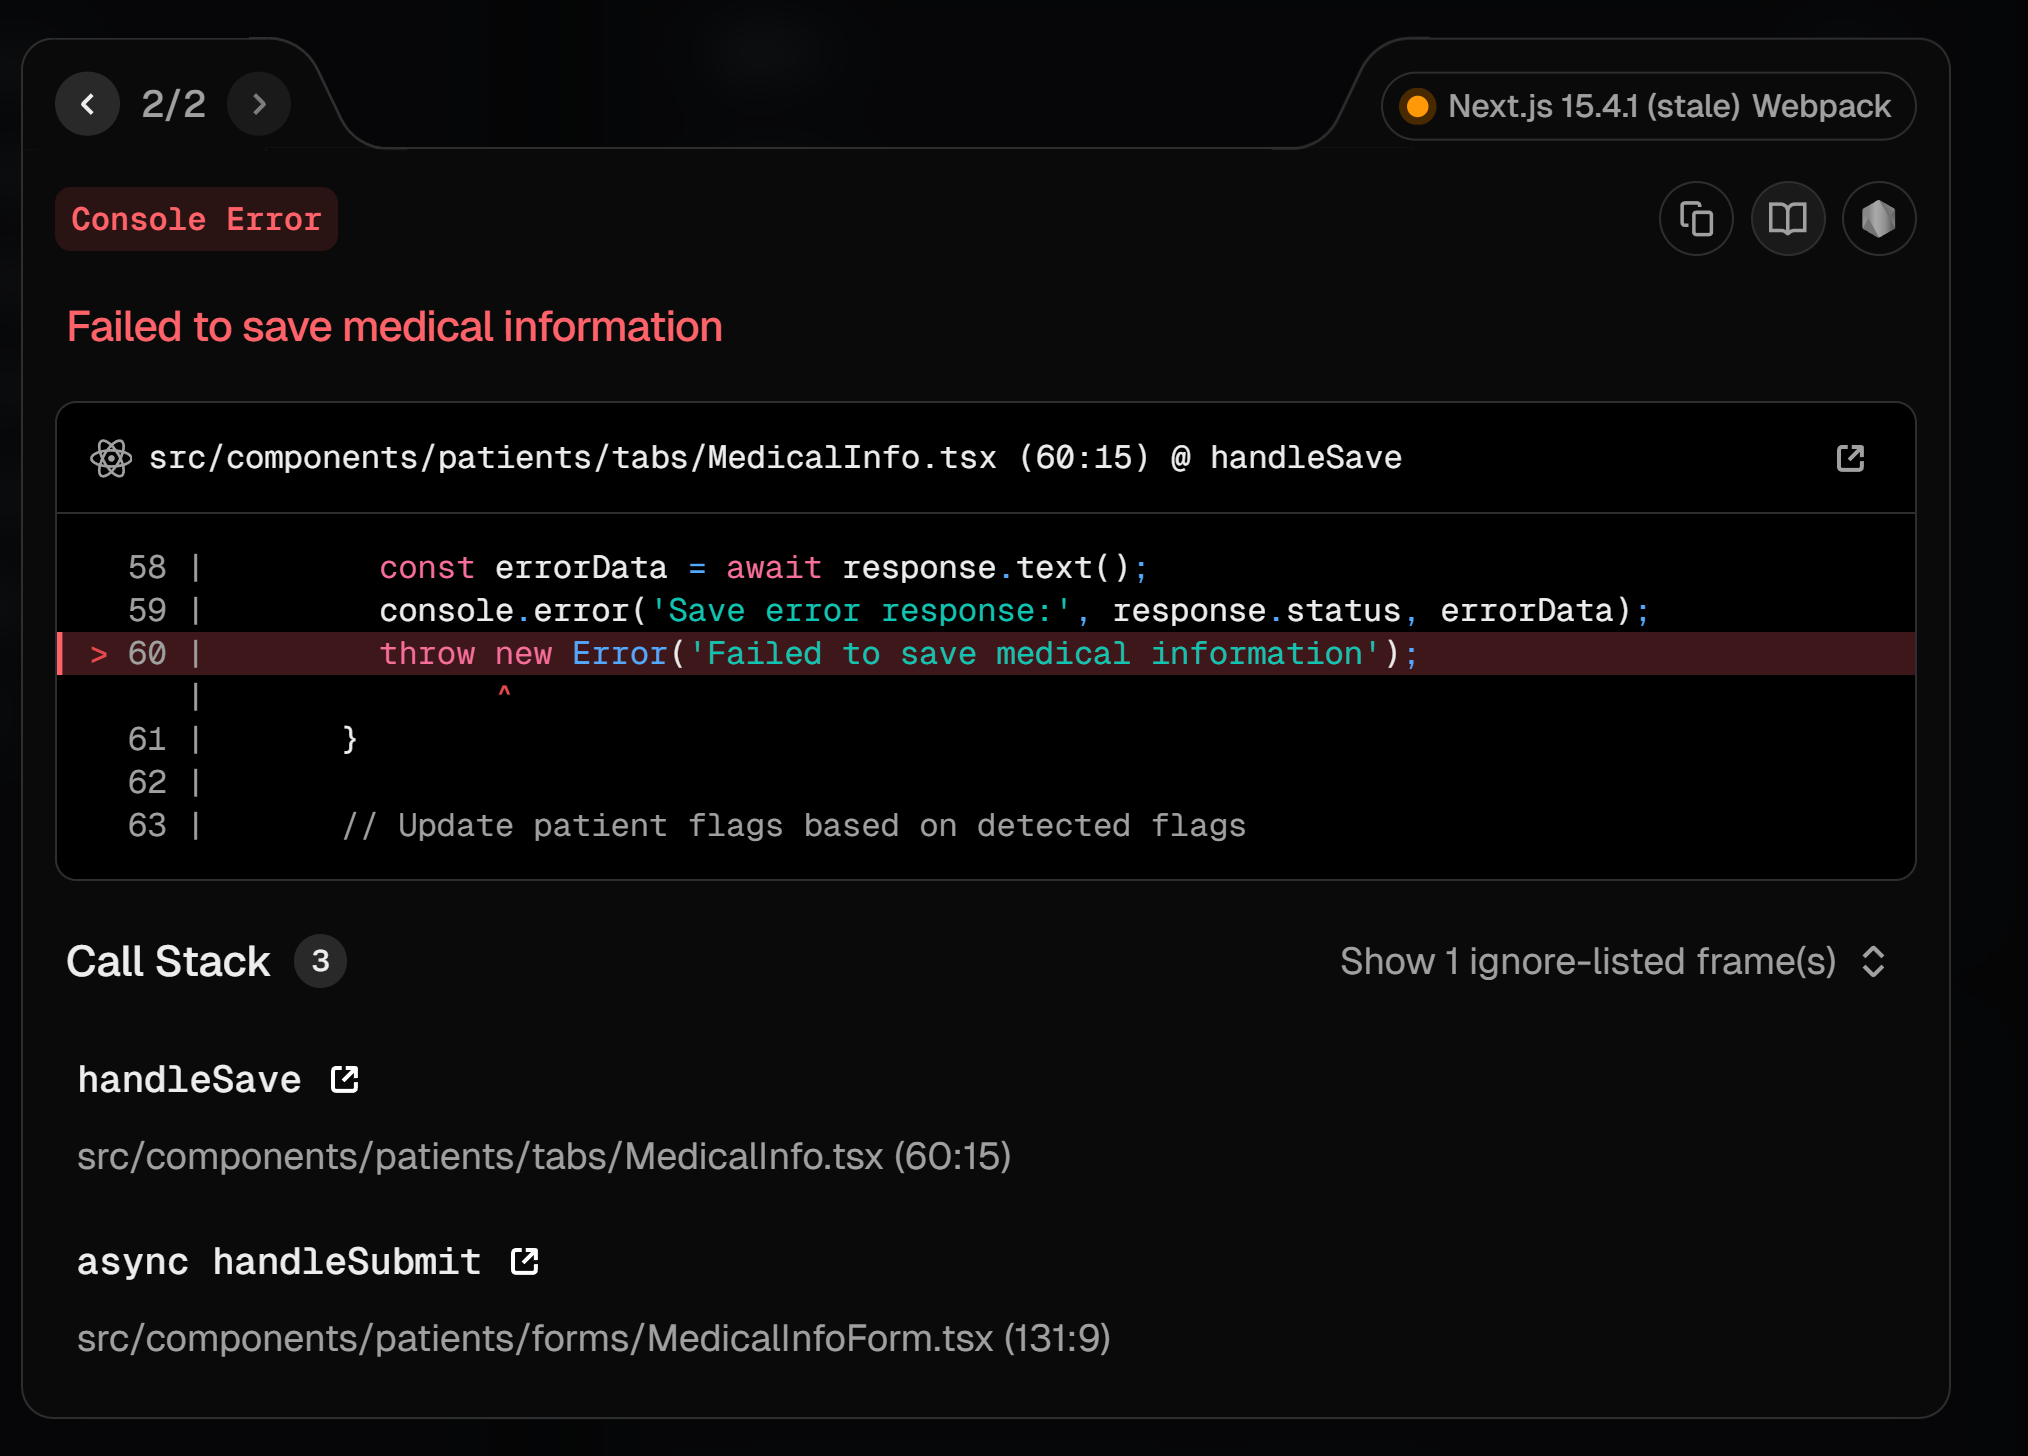 2/2
Next.js 15.4.1 (stale) Webpack
Console Error
Failed to save medical information
src/components/patients/tabs/MedicalInfo.tsx (60:15) @ handleSave
58 | const errorData = await response.text();
59 | console.error('Save error response:', response.status, errorData);
> 60 | throw new Error('Failed to save medical information');
| ^
61 | }
62 |
63 | // Update patient flags based on detected flags
Call Stack 3
Show 1 ignore-listed frame(s)
handleSave
src/components/patients/tabs/MedicalInfo.tsx (60:15)
async handleSubmit
src/components/patients/forms/MedicalInfoForm.tsx (131:9)